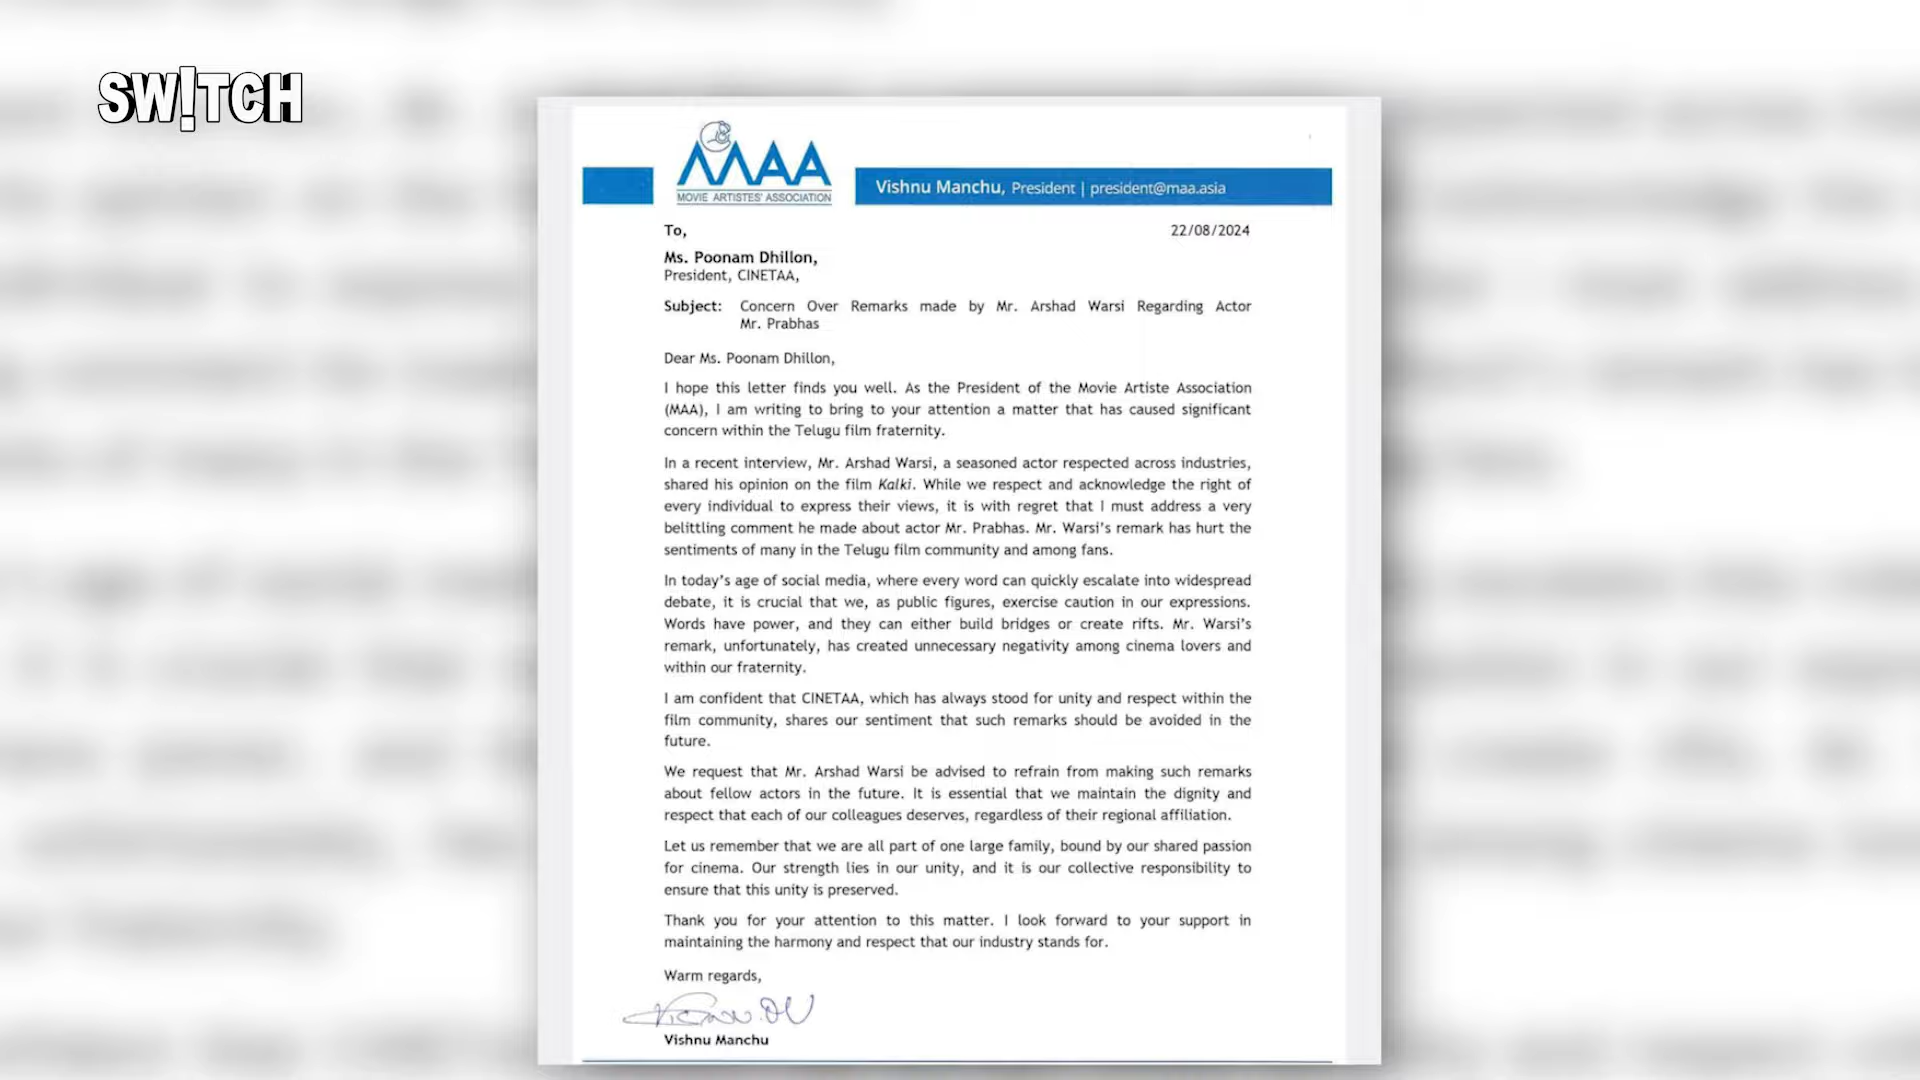 SW!TCH
MAA
MOVIE ARTISTES' ASSOCIATION
Vishnu Manchu, President | president@maa.asia
To,
22/08/2024
Ms. Poonam Dhillon,
President, CINETAA,
Subject: Concern Over Remarks made by Mr. Arshad Warsi Regarding Actor
Mr. Prabhas
Dear Ms. Poonam Dhillon,
I hope this letter finds you well. As the President of the Movie Artiste Association
(MAA), I am writing to bring to your attention a matter that has caused significant
concern within the Telugu film fraternity.
In a recent interview, Mr. Arshad Warsi, a seasoned actor respected across industries,
shared his opinion on the film Kalki. While we respect and acknowledge the right of
every individual to express their views, it is with regret that I must address a very
belittling comment he made about actor Mr. Prabhas. Mr. Warsi's remark has hurt the
sentiments of many in the Telugu film community and among fans.
In today's age of social media, where every word can quickly escalate into widespread
debate, it is crucial that we, as public figures, exercise caution in our expressions.
Words have power, and they can either build bridges or create rifts. Mr. Warsi's
remark, unfortunately, has created unnecessary negativity among cinema lovers and
within our fraternity.
I am confident that CINETAA, which has always stood for unity and respect within the
film community, shares our sentiment that such remarks should be avoided in the
future.
We request that Mr. Arshad Warsi be advised to refrain from making such remarks
about fellow actors in the future. It is essential that we maintain the dignity and
respect that each of our colleagues deserves, regardless of their regional affiliation.
Let us remember that we are all part of one large family, bound by our shared passion
for cinema. Our strength lies in our unity, and it is our collective responsibility to
ensure that this unity is preserved.
Thank you for your attention to this matter. I look forward to your support in
maintaining the harmony and respect that our industry stands for.
Warm regards,
Vishnu Manchu